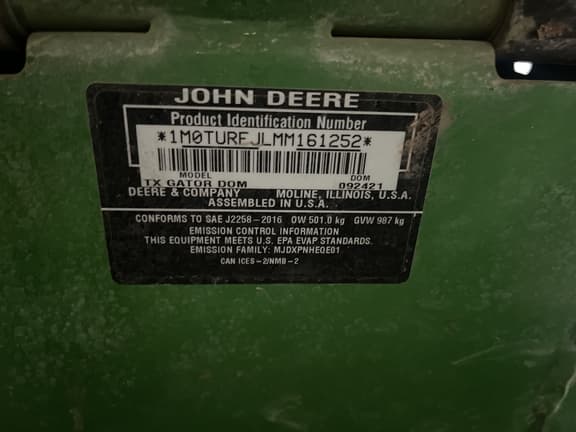 JOHN DEERE
Product Identification Number
*1M0TURFJLMM161252*
MODEL DOM
TX GATOR DOM 092421
DEERE & COMPANY MOLINE, ILLINOIS, U.S.A.
ASSEMBLED IN U.S.A.
CONFORMS TO SAE J2258-2016 OW 501.0 kg GVW 987 kg
EMISSION CONTROL INFORMATION
THIS EQUIPMENT MEETS U.S. EPA EVAP STANDARDS.
EMISSION FAMILY: MJDXPNHEQE01
CAN ICES-2/NMB-2